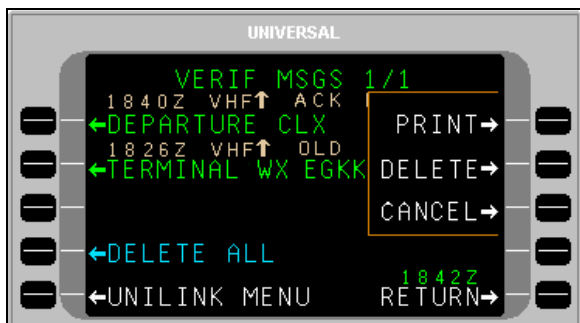 UNIVERSAL
VERIF MSGS 1/1
1840Z VHF↑ ACK
←DEPARTURE CLX PRINT→
1826Z VHF↑ OLD
←TERMINAL WX EGKK DELETE→
CANCEL→
←DELETE ALL
1842Z
←UNILINK MENU RETURN→